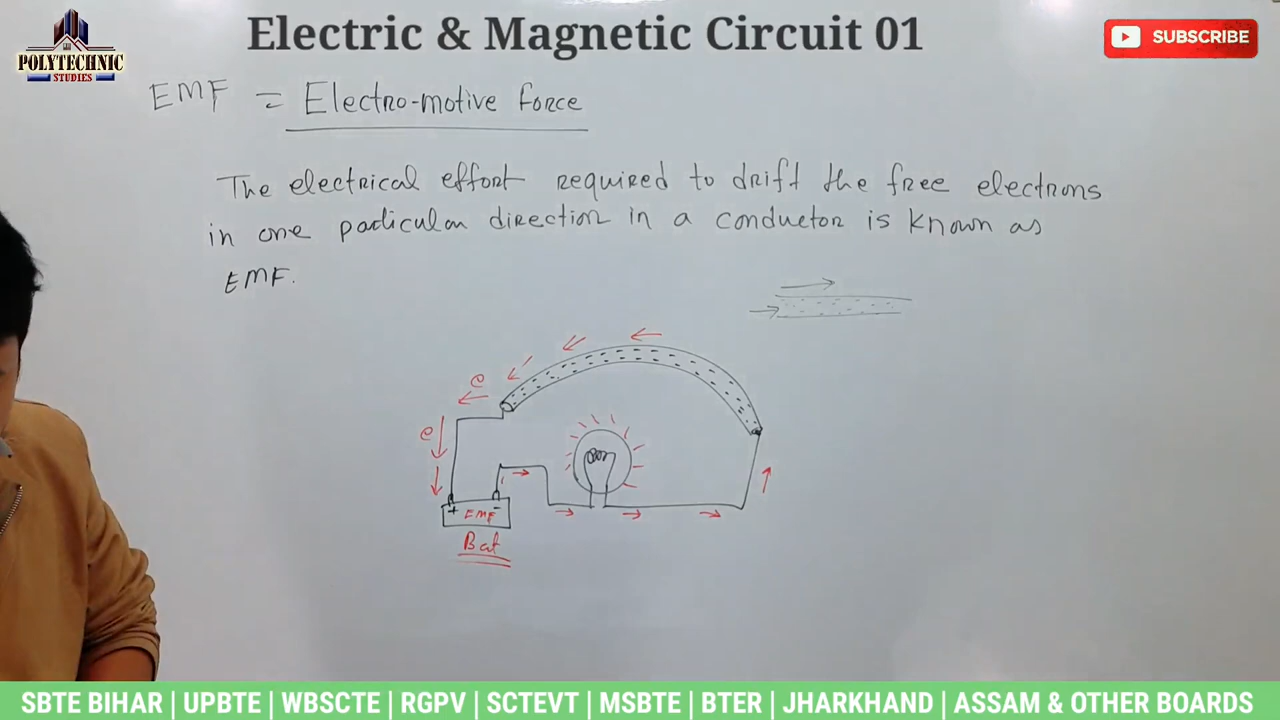 Electric & Magnetic Circuit 01
POLYTECHNIC
STUDIES
SUBSCRIBE
EMF = Electro-motive force
The electrical effort required to drift the free electrons
in one particular direction in a conductor is known as
EMF.
e
e
+ EMF -
Bat
SBTE BIHAR | UPBTE | WBSCTE | RGPV | SCTEVT | MSBTE | BTER | JHARKHAND | ASSAM & OTHER BOARDS